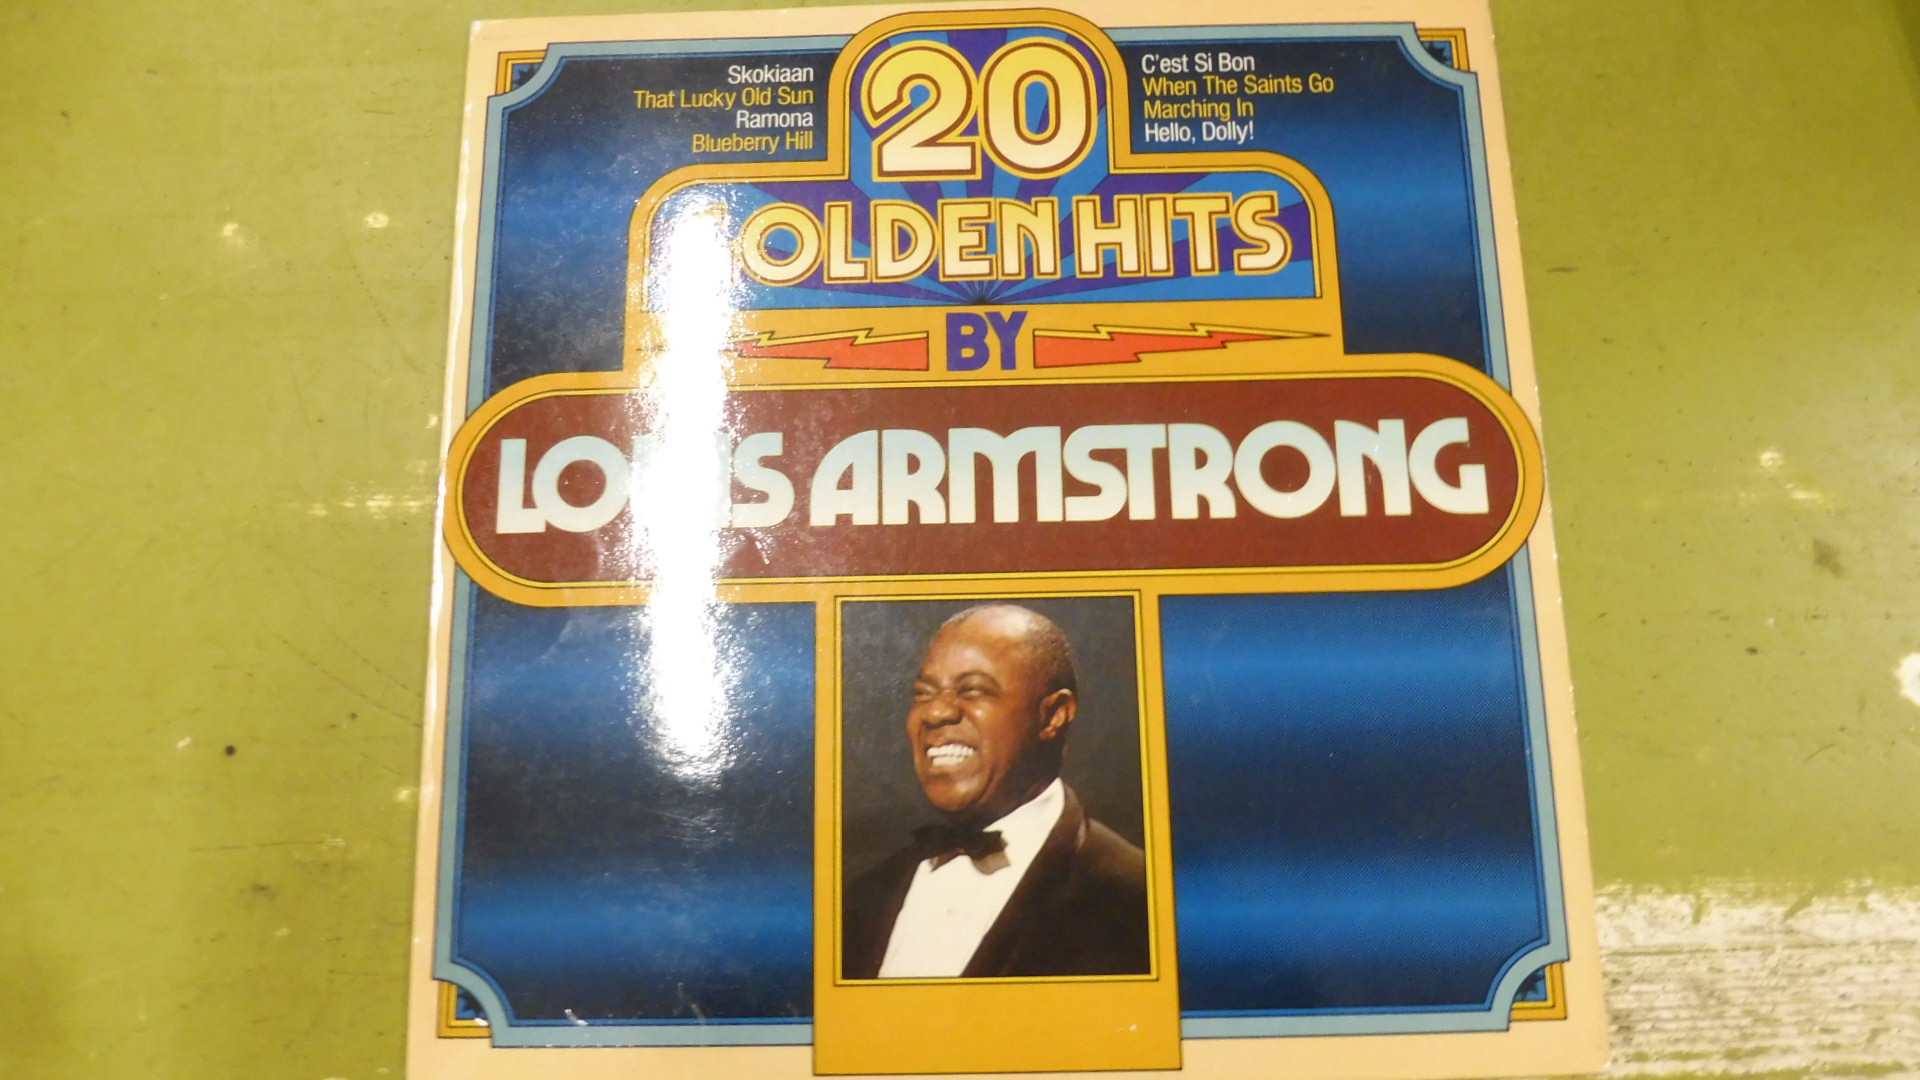 Skokiaan
That Lucky Old Sun
Ramona
Blueberry Hill
C'est Si Bon
When The Saints Go
Marching In
Hello, Dolly!
20
GOLDEN HITS
BY
LOUIS ARMSTRONG